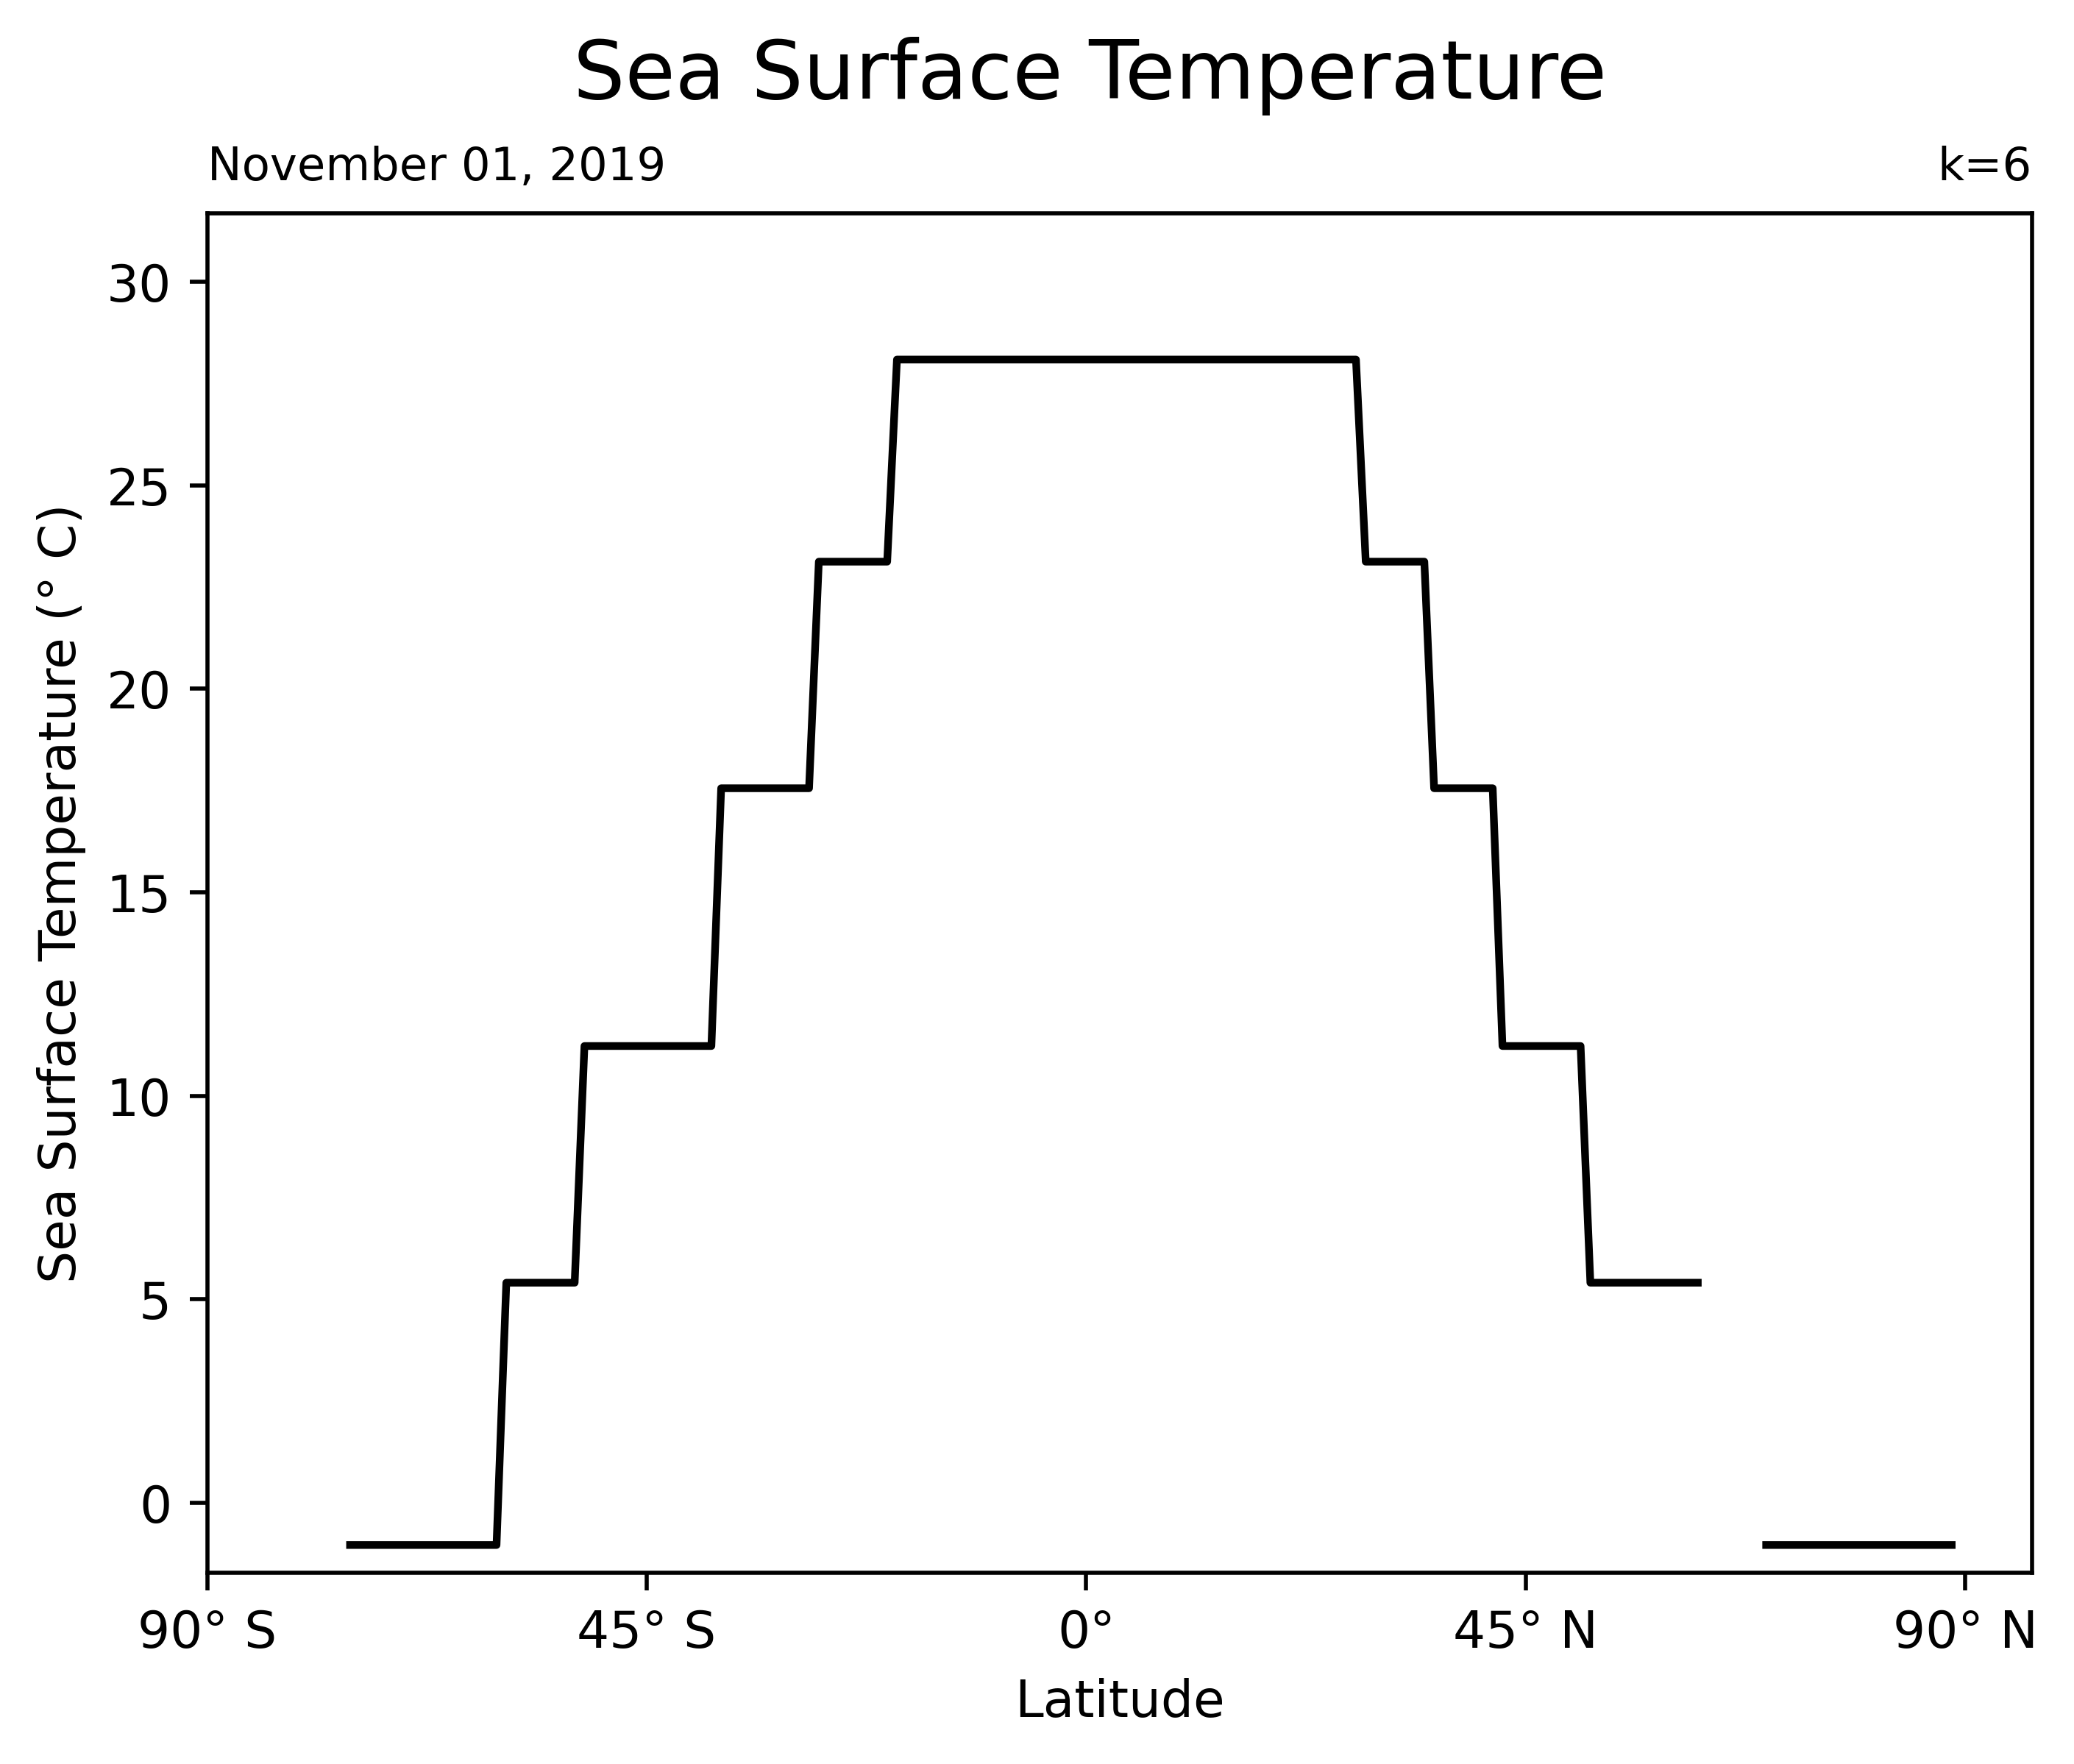 Sea Surface Temperature
November 01, 2019
k=6
30
25
20
15
10
5
0
Sea Surface Temperature (° C)
90° S
45° S
0°
45° N
90° N
Latitude